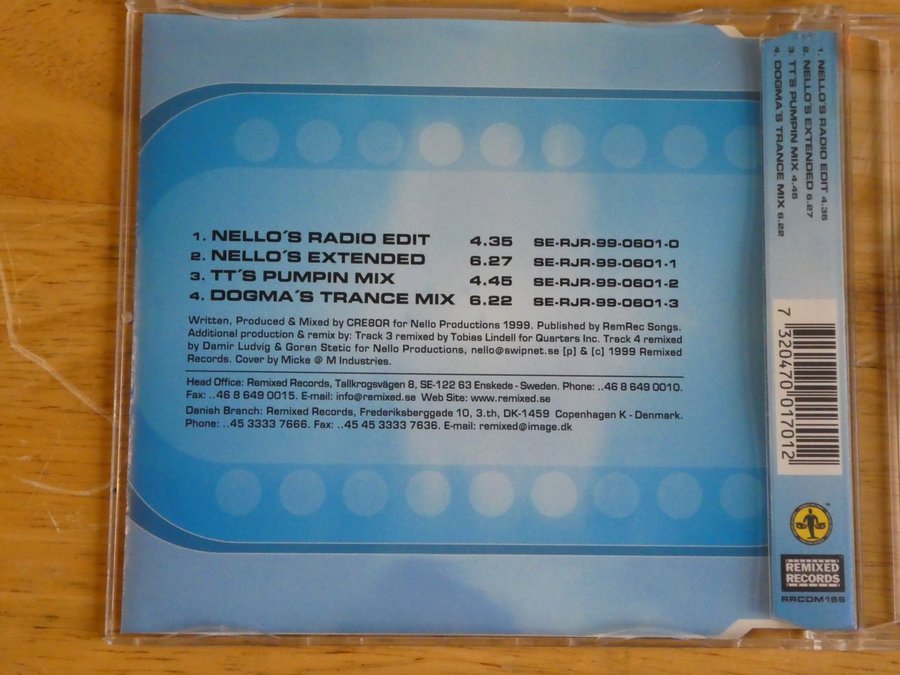 1. NELLO´S RADIO EDIT 4.35 SE-RJR-99-0601-0
2. NELLO´S EXTENDED 6.27 SE-RJR-99-0601-1
3. TT´S PUMPIN MIX 4.45 SE-RJR-99-0601-2
4. DOGMA´S TRANCE MIX 6.22 SE-RJR-99-0601-3
Written, Produced & Mixed by CRE8OR for Nello Productions 1999. Published by RemRec Songs.
Additional production & remix by: Track 3 remixed by Tobias Lindell for Quarters Inc. Track 4 remixed
by Damir Ludvig & Goran Stetic for Nello Productions, nello@swipnet.se [p] & [c] 1999 Remixed
Records. Cover by Micke @ M Industries.
Head Office: Remixed Records, Tallkrogsvägen 8, SE-122 63 Enskede - Sweden. Phone: ..46 8 649 0010.
Fax: ..46 8 649 0015. E-mail: info@remixed.se Web Site: www.remixed.se
Danish Branch: Remixed Records, Frederiksberggade 10, 3.th, DK-1459 Copenhagen K - Denmark.
Phone: ..45 3333 7666. Fax: ..45 45 3333 7636. E-mail: remixed@image.dk
1. NELLO´S RADIO EDIT 4.35
2. NELLO´S EXTENDED 6.27
3. TT´S PUMPIN MIX 4.45
4. DOGMA´S TRANCE MIX 6.22
7 320470 017012
REMIXED
RECORDS
RRCDM168